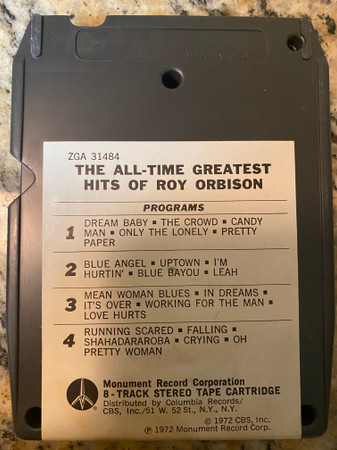 MADE IN U.S.A.
ZGA 31484
THE ALL-TIME GREATEST
HITS OF ROY ORBISON
PROGRAMS
1 DREAM BABY ▪ THE CROWD ▪ CANDY
MAN ▪ ONLY THE LONELY ▪ PRETTY
PAPER
2 BLUE ANGEL ▪ UPTOWN ▪ I'M
HURTIN' ▪ BLUE BAYOU ▪ LEAH
3 MEAN WOMAN BLUES ▪ IN DREAMS ▪
IT'S OVER ▪ WORKING FOR THE MAN ▪
LOVE HURTS
4 RUNNING SCARED ▪ FALLING ▪
SHAHADARAROBA ▪ CRYING ▪ OH
PRETTY WOMAN
Monument Record Corporation
8-TRACK STEREO TAPE CARTRIDGE
Distributed by Columbia Records/
CBS, Inc./51 W. 52 St., N.Y., N.Y.
© 1972 CBS, Inc.
℗ 1972 Monument Record Corp.